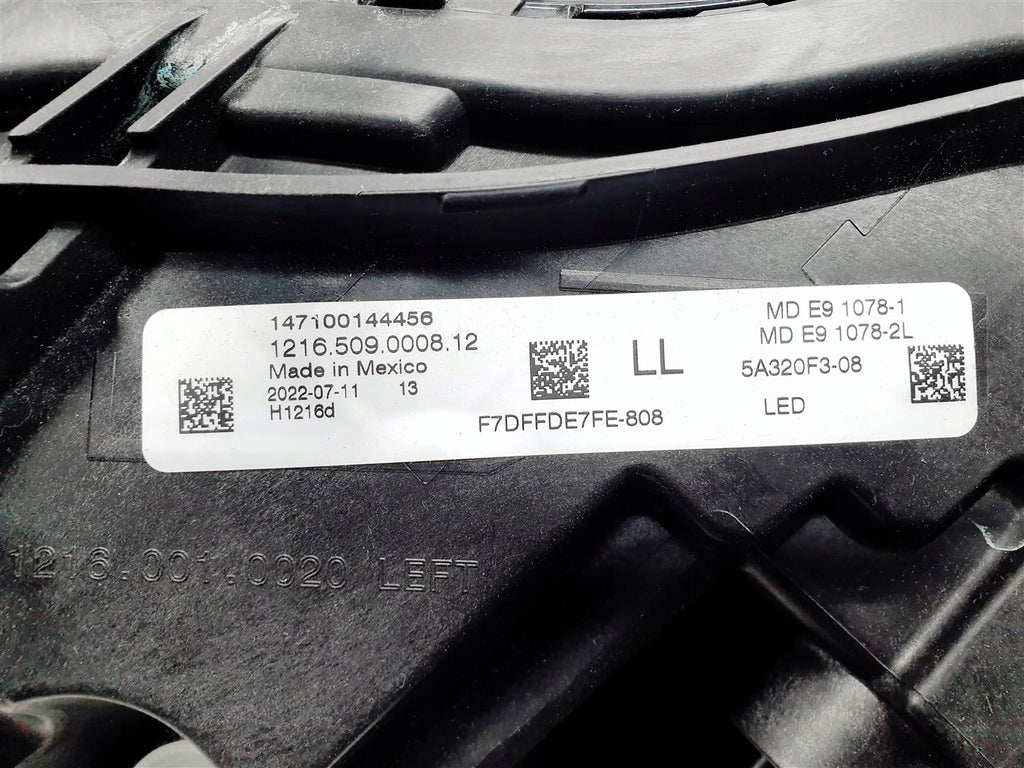 147100144456
1216.509.0008.12
Made in Mexico
2022-07-11 13
H1216d
LL
F7DFFDE7FE-808
MD E9 1078-1
MD E9 1078-2L
5A320F3-08
LED
1216.001.0020 LEFT